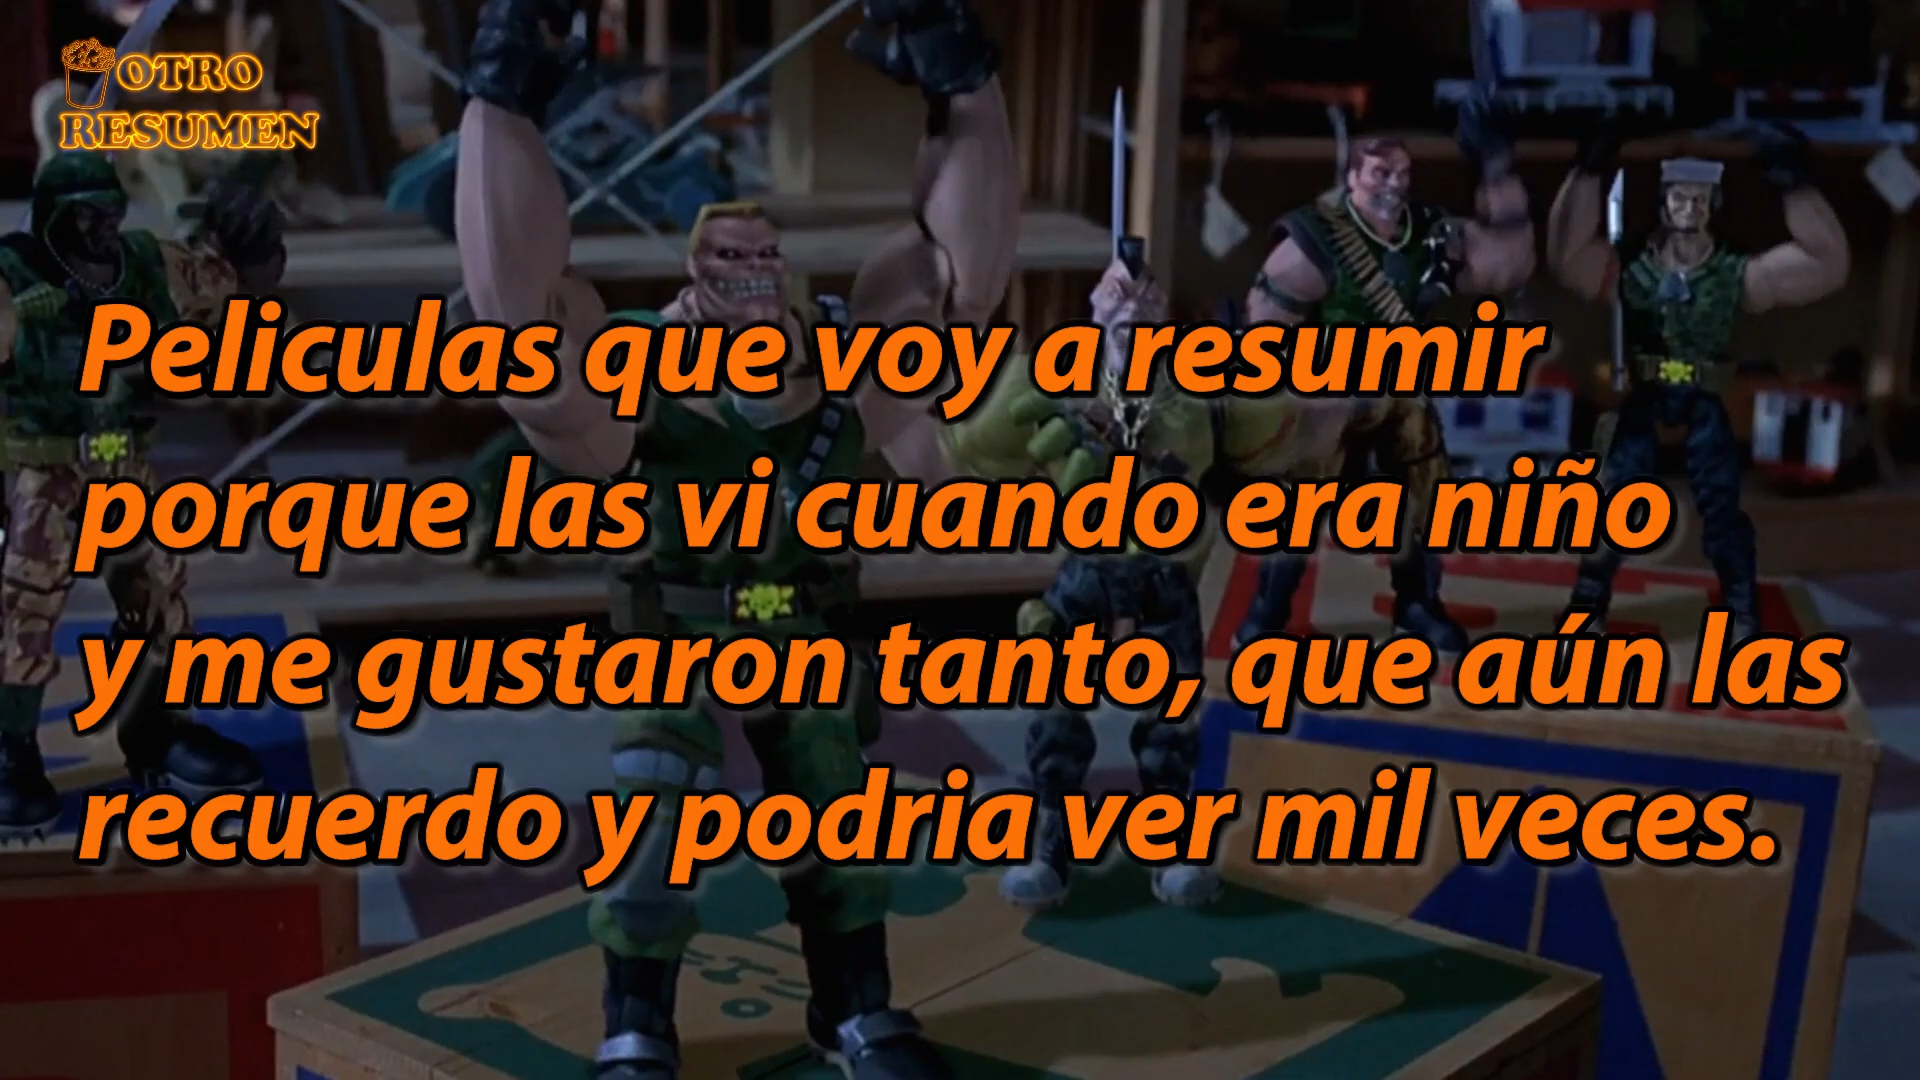 OTRO
RESUMEN
Peliculas que voy a resumir
porque las vi cuando era niño
y me gustaron tanto, que aún las
recuerdo y podria ver mil veces.